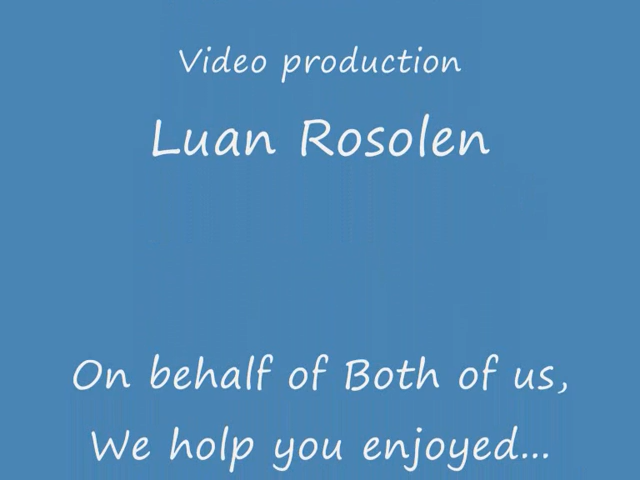 Video production
Luan Rosolen
On behalf of Both of us,
We holp you enjoyed...